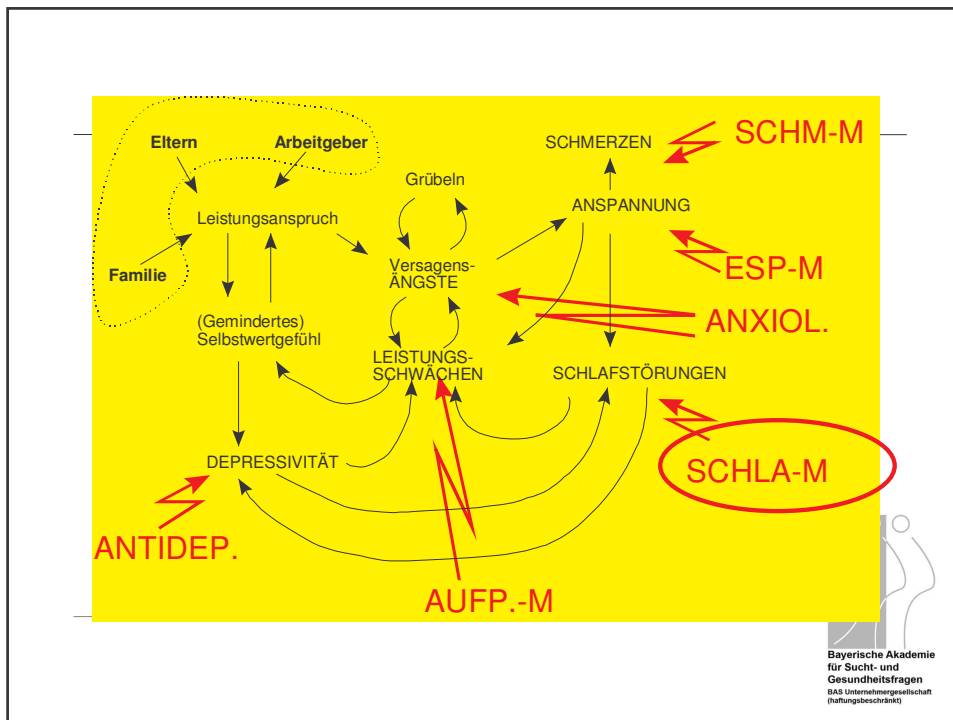 Eltern
Arbeitgeber
SCHMERZEN
SCHM-M
Grübeln
Leistungsanspruch
ANSPANNUNG
Familie
Versagens-
ÄNGSTE
ESP-M
(Gemindertes)
Selbstwertgefühl
ANXIOL.
LEISTUNGS-
SCHWÄCHEN
SCHLAFSTÖRUNGEN
DEPRESSIVITÄT
SCHLA-M
ANTIDEP.
AUFP.-M
Bayerische Akademie
für Sucht- und
Gesundheitsfragen
BAS Unternehmergesellschaft
(haftungsbeschränkt)